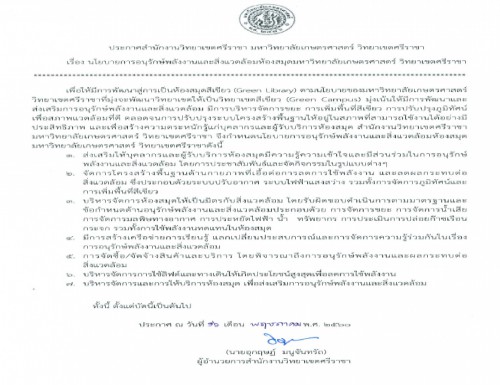 ประกาศสำนักงานวิทยาเขตศรีราชา มหาวิทยาลัยเกษตรศาสตร์ วิทยาเขตศรีราชา
เรื่อง นโยบายการอนุรักษ์พลังงานและสิ่งแวดล้อมห้องสมุดมหาวิทยาลัยเกษตรศาสตร์ วิทยาเขตศรีราชา
เพื่อให้มีการพัฒนาสู่การเป็นห้องสมุดสีเขียว (Green Library) ตามนโยบายของมหาวิทยาลัยเกษตรศาสตร์
วิทยาเขตศรีราชาที่มุ่งจะพัฒนาวิทยาเขตให้เป็นวิทยาเขตสีเขียว (Green Campus) มุ่งเน้นให้มีการพัฒนาและ
ส่งเสริมการอนุรักษ์พลังงานและสิ่งแวดล้อม มีการบริหารจัดการขยะ การเพิ่มพื้นที่สีเขียว การปรับปรุงภูมิทัศน์
เพื่อสภาพแวดล้อมที่ดี ตลอดจนการปรับปรุงระบบโครงสร้างพื้นฐานให้อยู่ในสภาพที่สามารถใช้งานได้อย่างมี
ประสิทธิภาพ และเพื่อสร้างความตระหนักรู้แก่บุคลากรและผู้รับบริการห้องสมุด สำนักงานวิทยาเขตศรีราชา
มหาวิทยาลัยเกษตรศาสตร์ วิทยาเขตศรีราชา จึงกำหนดนโยบายการอนุรักษ์พลังงานและสิ่งแวดล้อมห้องสมุด
มหาวิทยาลัยเกษตรศาสตร์ วิทยาเขตศรีราชาดังนี้
๑. ส่งเสริมให้บุคลากรและผู้รับบริการห้องสมุดมีความรู้ความเข้าใจและมีส่วนร่วมในการอนุรักษ์
พลังงานและสิ่งแวดล้อม โดยการประชาสัมพันธ์และจัดกิจกรรมในรูปแบบต่างๆ
๒. จัดการโครงสร้างพื้นฐานด้านกายภาพที่เอื้อต่อการลดการใช้พลังงาน และลดผลกระทบต่อ
สิ่งแวดล้อม ซึ่งประกอบด้วยระบบปรับอากาศ ระบบไฟฟ้าแสงสว่าง รวมทั้งการจัดการภูมิทัศน์และ
การเพิ่มพื้นที่สีเขียว
๓. บริหารจัดการห้องสมุดให้เป็นมิตรกับสิ่งแวดล้อม โดยรับผิดชอบดำเนินการตามมาตรฐานและ
ข้อกำหนดด้านอนุรักษ์พลังงานและสิ่งแวดล้อมประกอบด้วย การจัดการขยะ การจัดการน้ำเสีย
การจัดการมลพิษทางอากาศ การประหยัดไฟฟ้า น้ำ ทรัพยากร การประเมินการปล่อยก๊าซเรือน
กระจก รวมทั้งการใช้พลังงานทดแทนในห้องสมุด
๔. มีการสร้างเครือข่ายการเรียนรู้ แลกเปลี่ยนประสบการณ์และการจัดการความรู้ร่วมกันในเรื่อง
การอนุรักษ์พลังงานและสิ่งแวดล้อม
๕. การจัดซื้อ/จัดจ้างสินค้าและบริการ โดยพิจารณาถึงการอนุรักษ์พลังงานและผลกระทบต่อ
สิ่งแวดล้อม
๖. บริหารจัดการการใช้ลิฟต์และทางเดินให้เกิดประโยชน์สูงสุดเพื่อลดการใช้พลังงาน
๗. บริหารจัดการและการให้บริการห้องสมุด เพื่อส่งเสริมการอนุรักษ์พลังงานและสิ่งแวดล้อม
ทั้งนี้ ตั้งแต่บัดนี้เป็นต้นไป
ประกาศ ณ วันที่ เดือน พฤษภาคม พ.ศ. ๒๕๖๑
(นายฤกษฏ์ มนูจันทรัถ)
ผู้อำนวยการสำนักงานวิทยาเขตศรีราชา